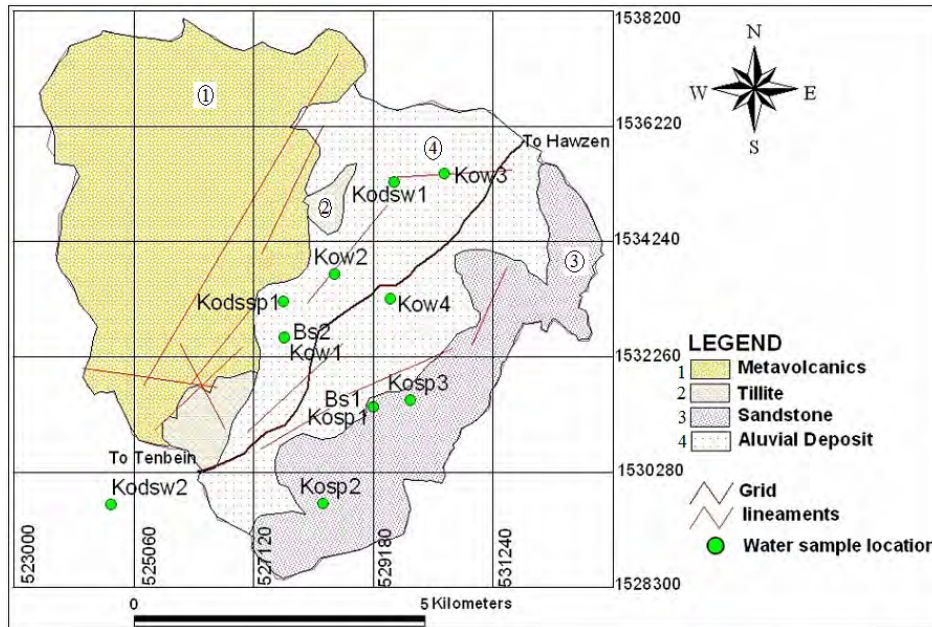 1538200
N
W
E
S
1
1536220
To Hawzen
4
Kow3
Kodsw1
2
1534240
3
Kow2
Kodssp1
Kow4
Bs2
Kow1
1532260
Kosp3
Bs1
Kosp1
To Tenbein
1530280
Kodsw2
Kosp2
523000
525060
527120
529180
531240
1528300
0
5 Kilometers
LEGEND
1 Metavolcanics
2 Tillite
3 Sandstone
4 Aluvial Deposit
Grid
lineaments
Water sample location